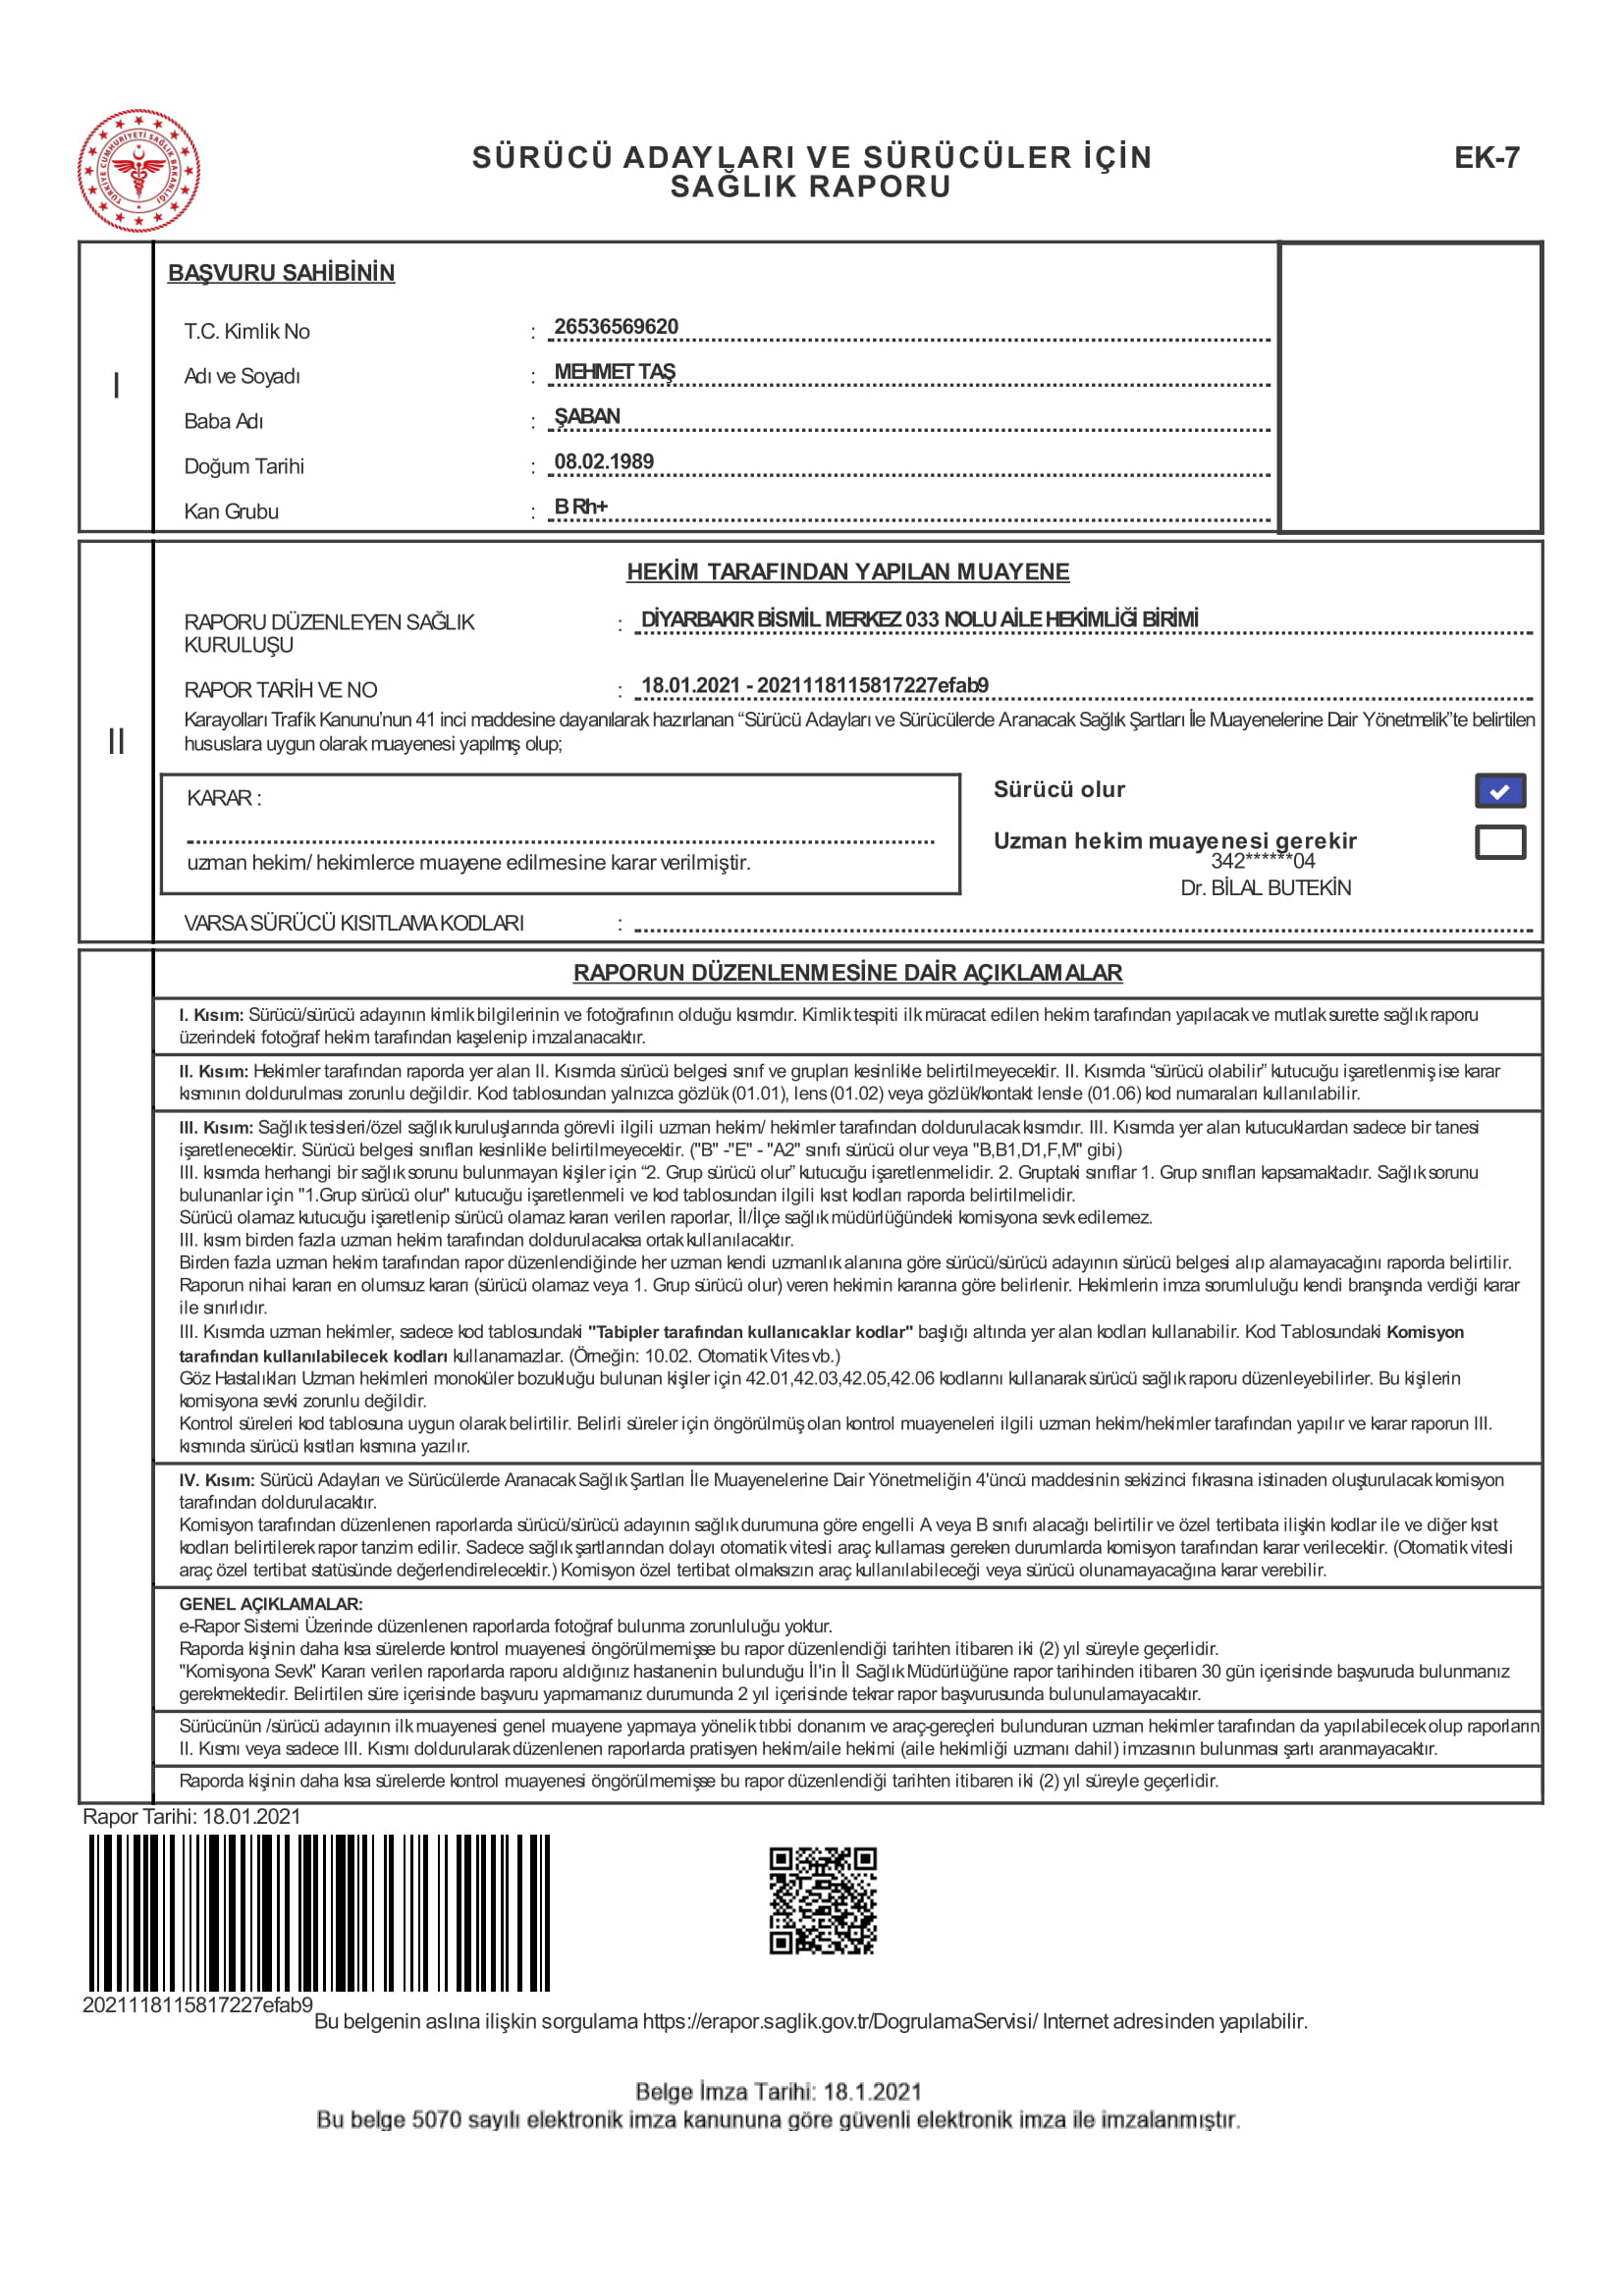 TÜRKİYE CUMHURİYETİ SAĞLIK BAKANLIĞI
SÜRÜCÜ ADAYLARI VE SÜRÜCÜLER İÇİN
SAĞLIK RAPORU
EK-7
I
BAŞVURU SAHİBİNİN
T.C. Kimlik No : 26536569620
Adı ve Soyadı : MEHMET TAŞ
Baba Adı : ŞABAN
Doğum Tarihi : 08.02.1989
Kan Grubu : B Rh+
II
HEKİM TARAFINDAN YAPILAN MUAYENE
RAPORU DÜZENLEYEN SAĞLIK
KURULUŞU : DİYARBAKIR BİSMİL MERKEZ 033 NOLU AİLE HEKİMLİĞİ BİRİMİ
RAPOR TARİH VE NO : 18.01.2021 - 2021118115817227efab9
Karayolları Trafik Kanunu’nun 41 inci maddesine dayanılarak hazırlanan “Sürücü Adayları ve Sürücülerde Aranacak Sağlık Şartları İle Muayenelerine Dair Yönetmelik”te belirtilen
hususlara uygun olarak muayenesi yapılmış olup;
KARAR :
uzman hekim/ hekimlerce muayene edilmesine karar verilmiştir.
Sürücü olur
Uzman hekim muayenesi gerekir
342******04
Dr. BİLAL BUTEKİN
VARSA SÜRÜCÜ KISITLAMA KODLARI :
RAPORUN DÜZENLENMESİNE DAİR AÇIKLAMALAR
I. Kısım: Sürücü/sürücü adayının kimlik bilgilerinin ve fotoğrafının olduğu kısımdır. Kimlik tespiti ilk müracat edilen hekim tarafından yapılacak ve mutlak surette sağlık raporu
üzerindeki fotoğraf hekim tarafından kaşelenip imzalanacaktır.
II. Kısım: Hekimler tarafından raporda yer alan II. Kısımda sürücü belgesi sınıf ve grupları kesinlikle belirtilmeyecektir. II. Kısımda “sürücü olabilir” kutucuğu işaretlenmiş ise karar
kısmının doldurulması zorunlu değildir. Kod tablosundan yalnızca gözlük (01.01), lens (01.02) veya gözlük/kontakt lensle (01.06) kod numaraları kullanılabilir.
III. Kısım: Sağlık tesisleri/özel sağlık kuruluşlarında görevli ilgili uzman hekim/ hekimler tarafından doldurulacak kısımdır. III. Kısımda yer alan kutucuklardan sadece bir tanesi
işaretlenecektir. Sürücü belgesi sınıfları kesinlikle belirtilmeyecektir. ("B" -"E" - "A2" sınıfı sürücü olur veya "B,B1,D1,F,M" gibi)
III. kısımda herhangi bir sağlık sorunu bulunmayan kişiler için “2. Grup sürücü olur” kutucuğu işaretlenmelidir. 2. Gruptaki sınıflar 1. Grup sınıfları kapsamaktadır. Sağlık sorunu
bulunanlar için "1.Grup sürücü olur" kutucuğu işaretlenmeli ve kod tablosundan ilgili kısıt kodları raporda belirtilmelidir.
Sürücü olamaz kutucuğu işaretlenip sürücü olamaz kararı verilen raporlar, İl/İlçe sağlık müdürlüğündeki komisyona sevk edilemez.
III. kısım birden fazla uzman hekim tarafından doldurulacaksa ortak kullanılacaktır.
Birden fazla uzman hekim tarafından rapor düzenlendiğinde her uzman kendi uzmanlık alanına göre sürücü/sürücü adayının sürücü belgesi alıp alamayacağını raporda belirtilir.
Raporun nihai kararı en olumsuz kararı (sürücü olamaz veya 1. Grup sürücü olur) veren hekimin kararına göre belirlenir. Hekimlerin imza sorumluluğu kendi branşında verdiği karar
ile sınırlıdır.
III. Kısımda uzman hekimler, sadece kod tablosundaki "Tabipler tarafından kullanıcaklar kodlar" başlığı altında yer alan kodları kullanabilir. Kod Tablosundaki Komisyon
tarafından kullanılabilecek kodları kullanamazlar. (Örneğin: 10.02. Otomatik Vites vb.)
Göz Hastalıkları Uzman hekimleri monoküler bozukluğu bulunan kişiler için 42.01,42.03,42.05,42.06 kodlarını kullanarak sürücü sağlık raporu düzenleyebilirler. Bu kişilerin
komisyona sevki zorunlu değildir.
Kontrol süreleri kod tablosuna uygun olarak belirtilir. Belirli süreler için öngörülmüş olan kontrol muayeneleri ilgili uzman hekim/hekimler tarafından yapılır ve karar raporun III.
kısmında sürücü kısıtları kısmına yazılır.
IV. Kısım: Sürücü Adayları ve Sürücülerde Aranacak Sağlık Şartları İle Muayenelerine Dair Yönetmeliğin 4'üncü maddesinin sekizinci fıkrasına istinaden oluşturulacak komisyon
tarafından doldurulacaktır.
Komisyon tarafından düzenlenen raporlarda sürücü/sürücü adayının sağlık durumuna göre engelli A veya B sınıfı alacağı belirtilir ve özel tertibata ilişkin kodlar ile ve diğer kısıt
kodları belirtilerek rapor tanzim edilir. Sadece sağlık şartlarından dolayı otomatik vitesli araç kullaması gereken durumlarda komisyon tarafından karar verilecektir. (Otomatik vitesli
araç özel tertibat statüsünde değerlendirelecektir.) Komisyon özel tertibat olmaksızın araç kullanılabileceği veya sürücü olunamayacağına karar verebilir.
GENEL AÇIKLAMALAR:
e-Rapor Sistemi Üzerinde düzenlenen raporlarda fotoğraf bulunma zorunluluğu yoktur.
Raporda kişinin daha kısa sürelerde kontrol muayenesi öngörülmemişse bu rapor düzenlendiği tarihten itibaren iki (2) yıl süreyle geçerlidir.
"Komisyona Sevk" Kararı verilen raporlarda raporu aldığınız hastanenin bulunduğu İl'in İl Sağlık Müdürlüğüne rapor tarihinden itibaren 30 gün içerisinde başvuruda bulunmanız
gerekmektedir. Belirtilen süre içerisinde başvuru yapmamanız durumunda 2 yıl içerisinde tekrar rapor başvurusunda bulunulamayacaktır.
Sürücünün /sürücü adayının ilk muayenesi genel muayene yapmaya yönelik tıbbi donanım ve araç-gereçleri bulunduran uzman hekimler tarafından da yapılabilecek olup raporların
II. Kısmı veya sadece III. Kısmı doldurularak düzenlenen raporlarda pratisyen hekim/aile hekimi (aile hekimliği uzmanı dahil) imzasının bulunması şartı aranmayacaktır.
Raporda kişinin daha kısa sürelerde kontrol muayenesi öngörülmemişse bu rapor düzenlendiği tarihten itibaren iki (2) yıl süreyle geçerlidir.
Rapor Tarihi: 18.01.2021
2021118115817227efab9
Bu belgenin aslına ilişkin sorgulama https://erapor.saglik.gov.tr/DogrulamaServisi/ Internet adresinden yapılabilir.
Belge İmza Tarihi: 18.1.2021
Bu belge 5070 sayılı elektronik imza kanununa göre güvenli elektronik imza ile imzalanmıştır.